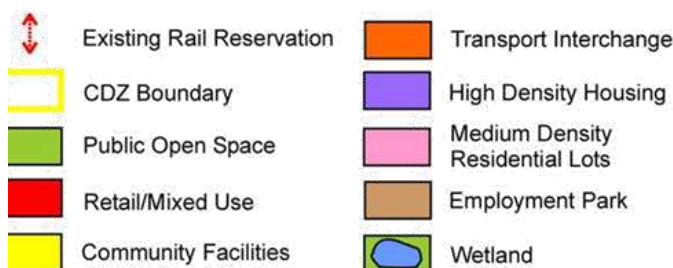 Existing Rail Reservation
CDZ Boundary
Public Open Space
Retail/Mixed Use
Community Facilities
Transport Interchange
High Density Housing
Medium Density
Residential Lots
Employment Park
Wetland